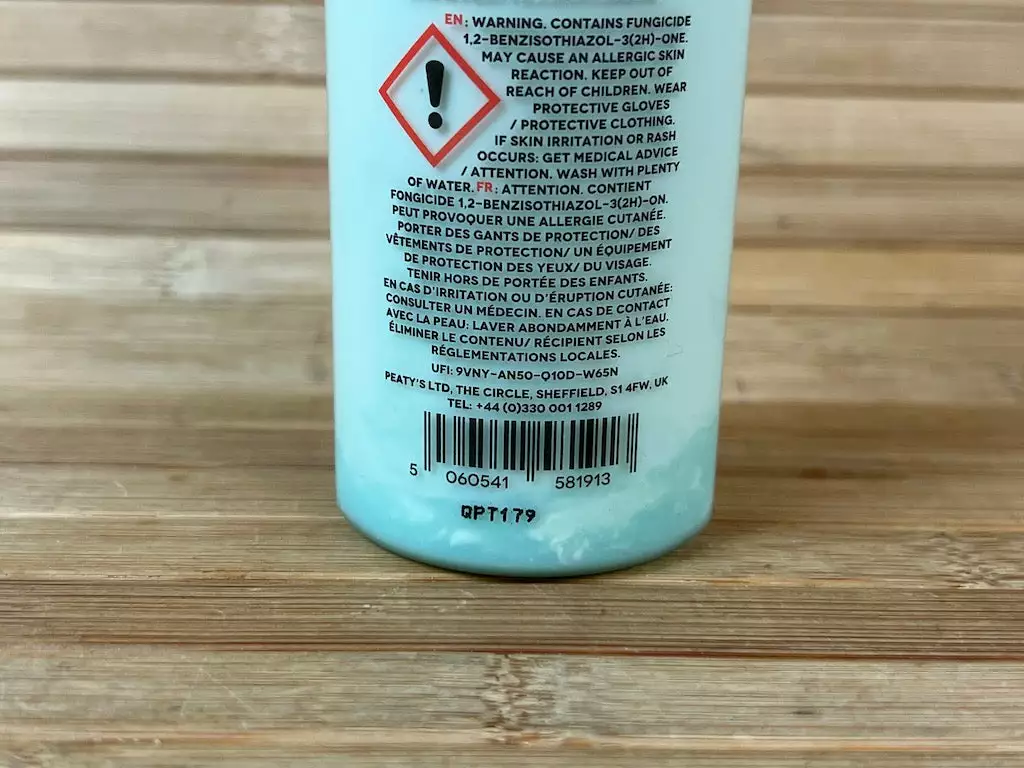 EN: WARNING. CONTAINS FUNGICIDE
1,2-BENZISOTHIAZOL-3(2H)-ONE.
MAY CAUSE AN ALLERGIC SKIN
REACTION. KEEP OUT OF
REACH OF CHILDREN. WEAR
PROTECTIVE GLOVES
/ PROTECTIVE CLOTHING.
IF SKIN IRRITATION OR RASH
OCCURS: GET MEDICAL ADVICE
/ ATTENTION. WASH WITH PLENTY
OF WATER. FR: ATTENTION. CONTIENT
FONGICIDE 1,2-BENZISOTHIAZOL-3(2H)-ON.
PEUT PROVOQUER UNE ALLERGIE CUTANÉE.
PORTER DES GANTS DE PROTECTION/ DES
VÊTEMENTS DE PROTECTION/ UN ÉQUIPEMENT
DE PROTECTION DES YEUX/ DU VISAGE.
TENIR HORS DE PORTÉE DES ENFANTS.
EN CAS D'IRRITATION OU D'ÉRUPTION CUTANÉE:
CONSULTER UN MÉDECIN. EN CAS DE CONTACT
AVEC LA PEAU: LAVER ABONDAMMENT À L'EAU.
ÉLIMINER LE CONTENU/ RÉCIPIENT SELON LES
RÉGLEMENTATIONS LOCALES.
UFI: 9VNY-AN50-Q10D-W65N
PEATY'S LTD, THE CIRCLE, SHEFFIELD, S1 4FW, UK
TEL: +44 (0)330 001 1289
5 060541 581913
QPT179